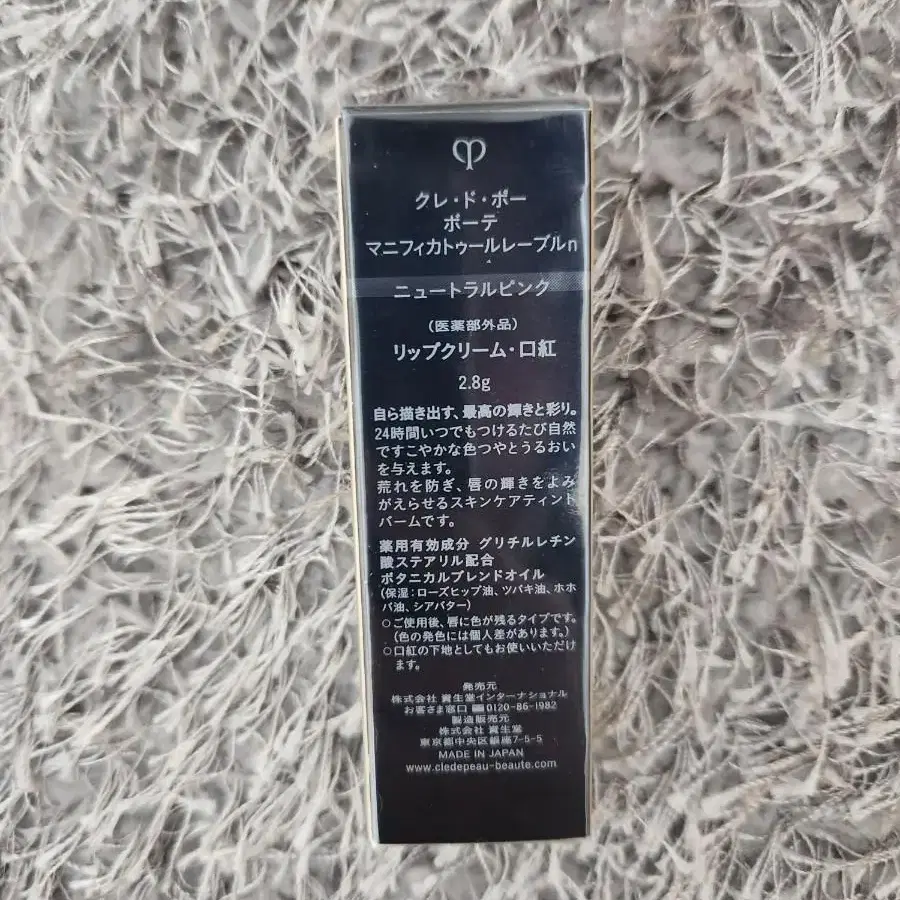 クレ・ド・ポー
ボーテ
マニフィカトゥールレーブルn
ニュートラルピンク
(医薬部外品)
リップクリーム・口紅
2.8g
自ら描き出す、最高の輝きと彩り。
24時間いつでもつけるたび自然
ですこやかな色つやとうるおい
を与えます。
荒れを防ぎ、唇の輝きをよみ
がえらせるスキンケアティント
バームです。
薬用有効成分 グリチルレチン
酸ステアリル配合
ボタニカルブレンドオイル
(保湿:ローズヒップ油、ツバキ油、ホホ
バ油、シアバター)
○ご使用後、唇に色が残るタイプです。
(色の発色には個人差があります。)
○口紅の下地としてもお使いいただけ
ます。
発売元
株式会社 資生堂インターナショナル
お客さま窓口 0120-86-1982
製造販売元
株式会社 資生堂
東京都中央区銀座7-5-5
MADE IN JAPAN
www.cledepeau-beaute.com